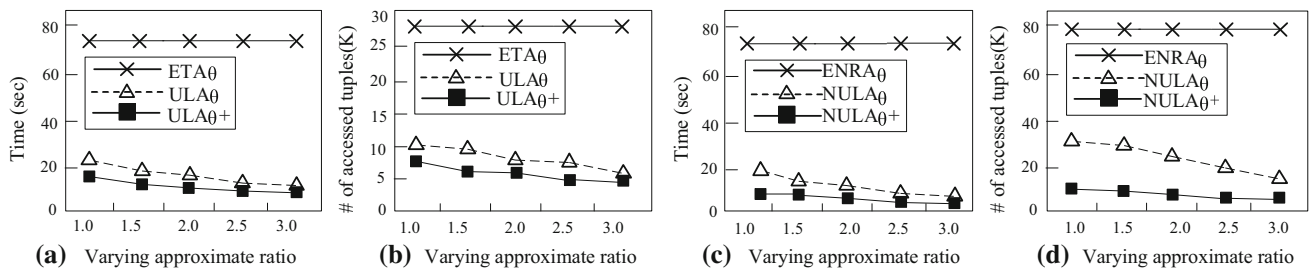 Time (sec)
80
60
40
20
0
ETAθ
ULAθ
ULAθ+
1.0 1.5 2.0 2.5 3.0
(a) Varying approximate ratio
# of accessed tuples(K)
30
25
20
15
10
5
0
ETAθ
ULAθ
ULAθ+
1.0 1.5 2.0 2.5 3.0
(b) Varying approximate ratio
Time (sec)
80
60
40
20
0
ENRAθ
NULAθ
NULAθ+
1.0 1.5 2.0 2.5 3.0
(c) Varying approximate ratio
# of accessed tuples(K)
80
60
40
20
0
ENRAθ
NULAθ
NULAθ+
1.0 1.5 2.0 2.5 3.0
(d) Varying approximate ratio